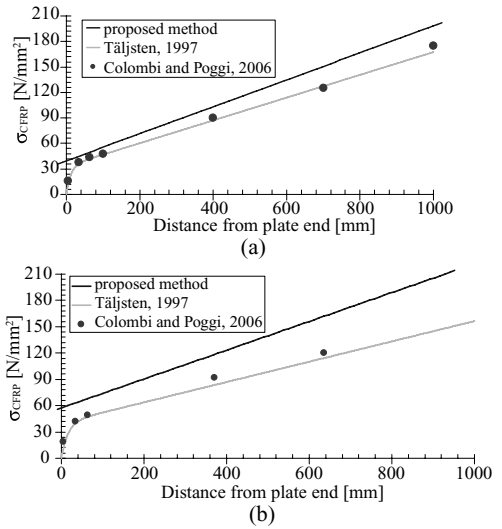 (a)
210
180
150
120
90
60
30
0
σCFRP [N/mm²]
proposed method
Täljsten, 1997
Colombi and Poggi, 2006
0 200 400 600 800 1000
Distance from plate end [mm]
(a)
210
180
150
120
90
60
30
0
σCFRP [N/mm²]
proposed method
Täljsten, 1997
Colombi and Poggi, 2006
0 200 400 600 800 1000
Distance from plate end [mm]
(b)